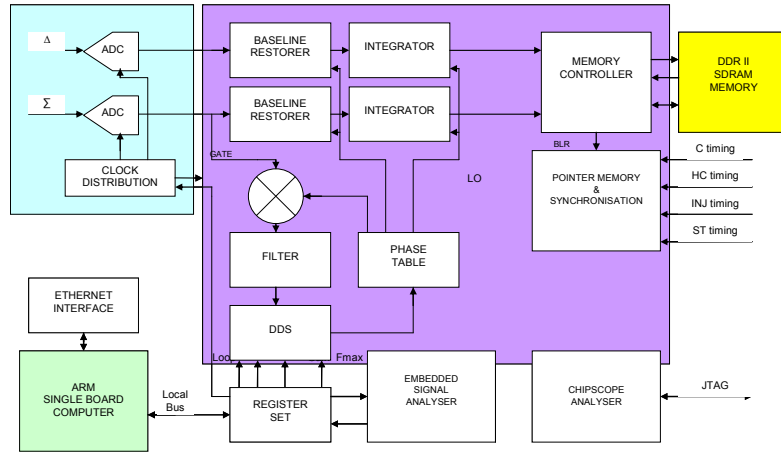 Δ
ADC
BASELINE
RESTORER
INTEGRATOR
MEMORY
CONTROLLER
DDR II
SDRAM
MEMORY
Σ
ADC
BASELINE
RESTORER
INTEGRATOR
CLOCK
DISTRIBUTION
GATE
BLR
LO
POINTER MEMORY
&
SYNCHRONISATION
C timing
HC timing
INJ timing
ST timing
FILTER
PHASE
TABLE
ETHERNET
INTERFACE
DDS
Loop
Fmax
ARM
SINGLE BOARD
COMPUTER
Local
Bus
REGISTER
SET
EMBEDDED
SIGNAL
ANALYSER
CHIPSCOPE
ANALYSER
JTAG